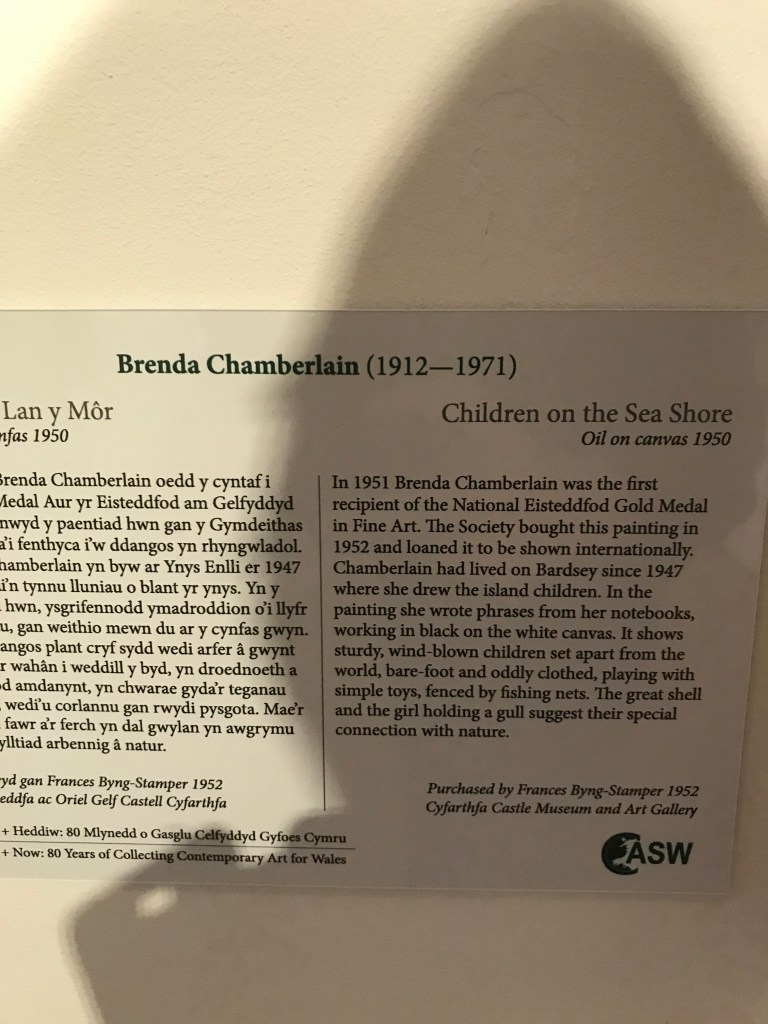 Brenda Chamberlain (1912—1971)
Lan y Môr
1950
Brenda Chamberlain oedd y cyntaf i
Medal Aur yr Eisteddfod am Gelfyddyd
paentiad hwn gan y Gymdeithas
a'i fenthyca i'w ddangos yn rhyngwladol.
Chamberlain yn byw ar Ynys Enlli er 1947
tynnu lluniau o blant yr ynys. Yn y
hwn, ysgrifennodd ymadroddion o'i llyfr
gan weithio mewn du ar y cynfas gwyn.
plant cryf sydd wedi arfer â gwynt
wahân i weddill y byd, yn droednoeth a
amdanynt, yn chwarae gyda'r teganau
wedi'u corlannu gan rwydi pysgota. Mae'r
fawr a'r ferch yn dal gwylan yn awgrymu
arbennig â natur.
gan Frances Byng-Stamper 1952
ac Oriel Gelf Castell Cyfarthfa
+ Heddiw: 80 Mlynedd o Gasglu Celfyddyd Gyfoes Cymru
+ Now: 80 Years of Collecting Contemporary Art for Wales
Children on the Sea Shore
Oil on canvas 1950
In 1951 Brenda Chamberlain was the first
recipient of the National Eisteddfod Gold Medal
in Fine Art. The Society bought this painting in
1952 and loaned it to be shown internationally.
Chamberlain had lived on Bardsey since 1947
where she drew the island children. In the
painting she wrote phrases from her notebooks,
working in black on the white canvas. It shows
sturdy, wind-blown children set apart from the
world, bare-foot and oddly clothed, playing with
simple toys, fenced by fishing nets. The great shell
and the girl holding a gull suggest their special
connection with nature.
Purchased by Frances Byng-Stamper 1952
Cyfarthfa Castle Museum and Art Gallery
ASW